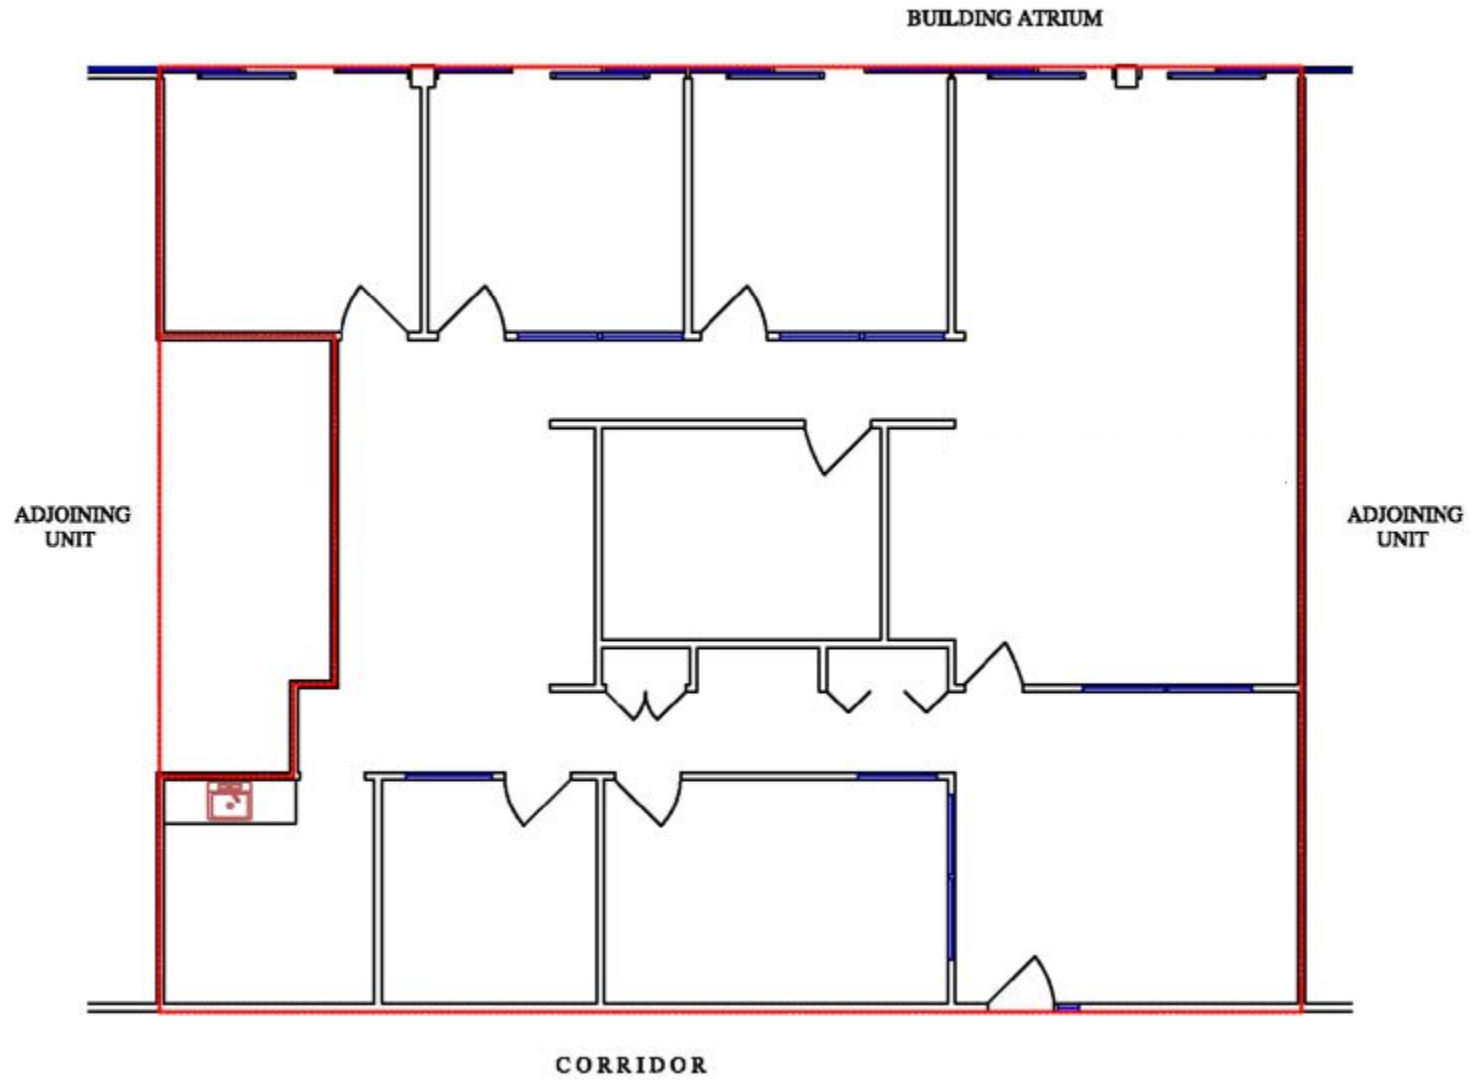 BUILDING ATRIUM
ADJOINING
UNIT
ADJOINING
UNIT
CORRIDOR